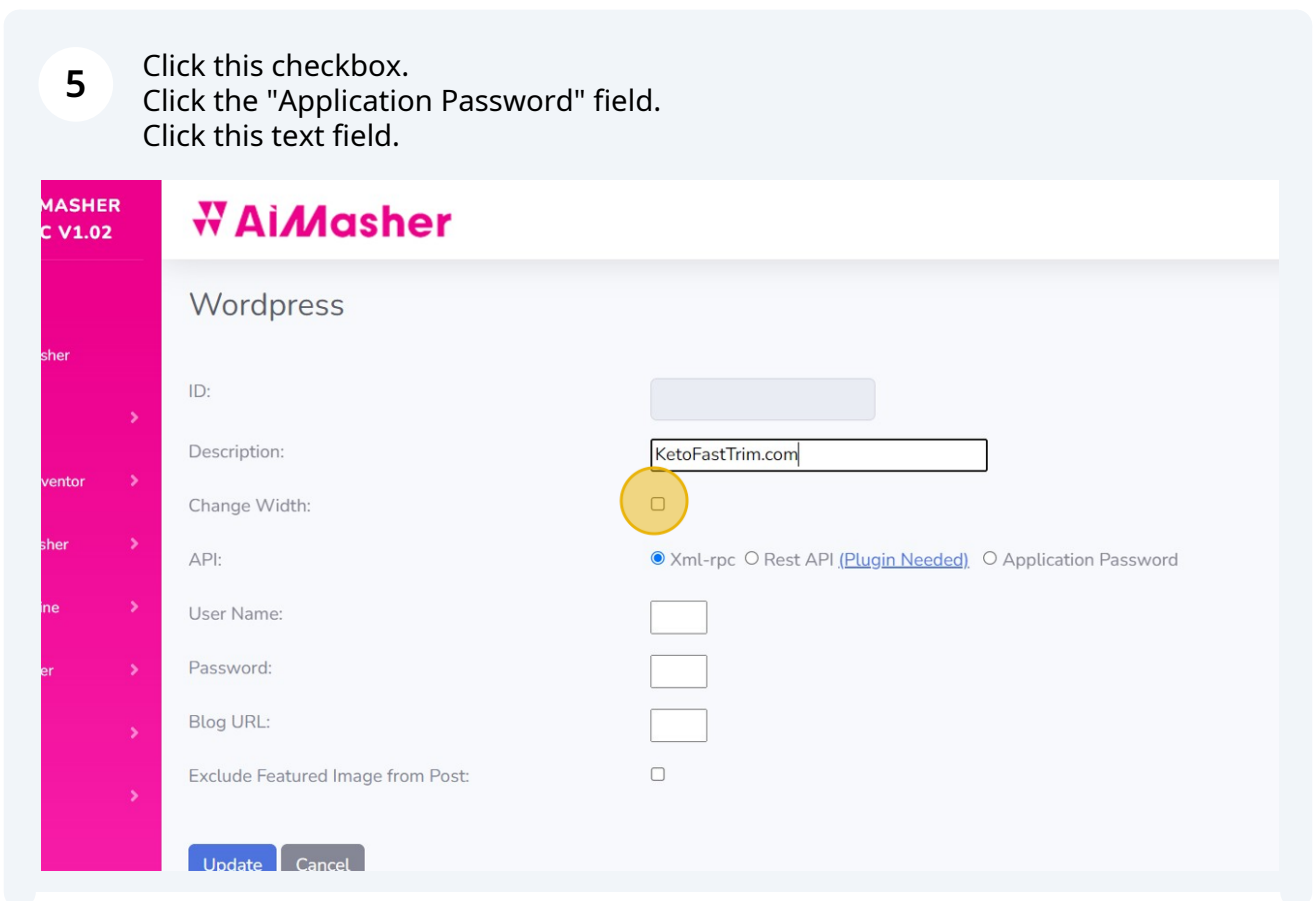 5
Click this checkbox.
Click the "Application Password" field.
Click this text field.
MASHER
C V1.02
AiMasher
Wordpress
sher
ID:
Description: KetoFastTrim.com
ventor
Change Width:
sher
API: Xml-rpc Rest API (Plugin Needed) Application Password
ine
User Name:
er
Password:
Blog URL:
Exclude Featured Image from Post:
Update Cancel